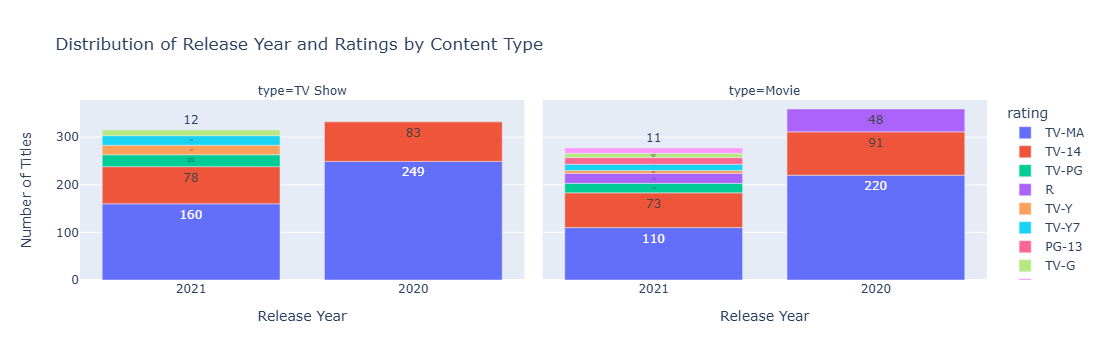 Distribution of Release Year and Ratings by Content Type
type=TV Show
type=Movie
Number of Titles
300
200
100
0
12
78
160
83
249
11
73
110
48
91
220
2021
2020
2021
2020
Release Year
Release Year
rating
TV-MA
TV-14
TV-PG
R
TV-Y
TV-Y7
PG-13
TV-G